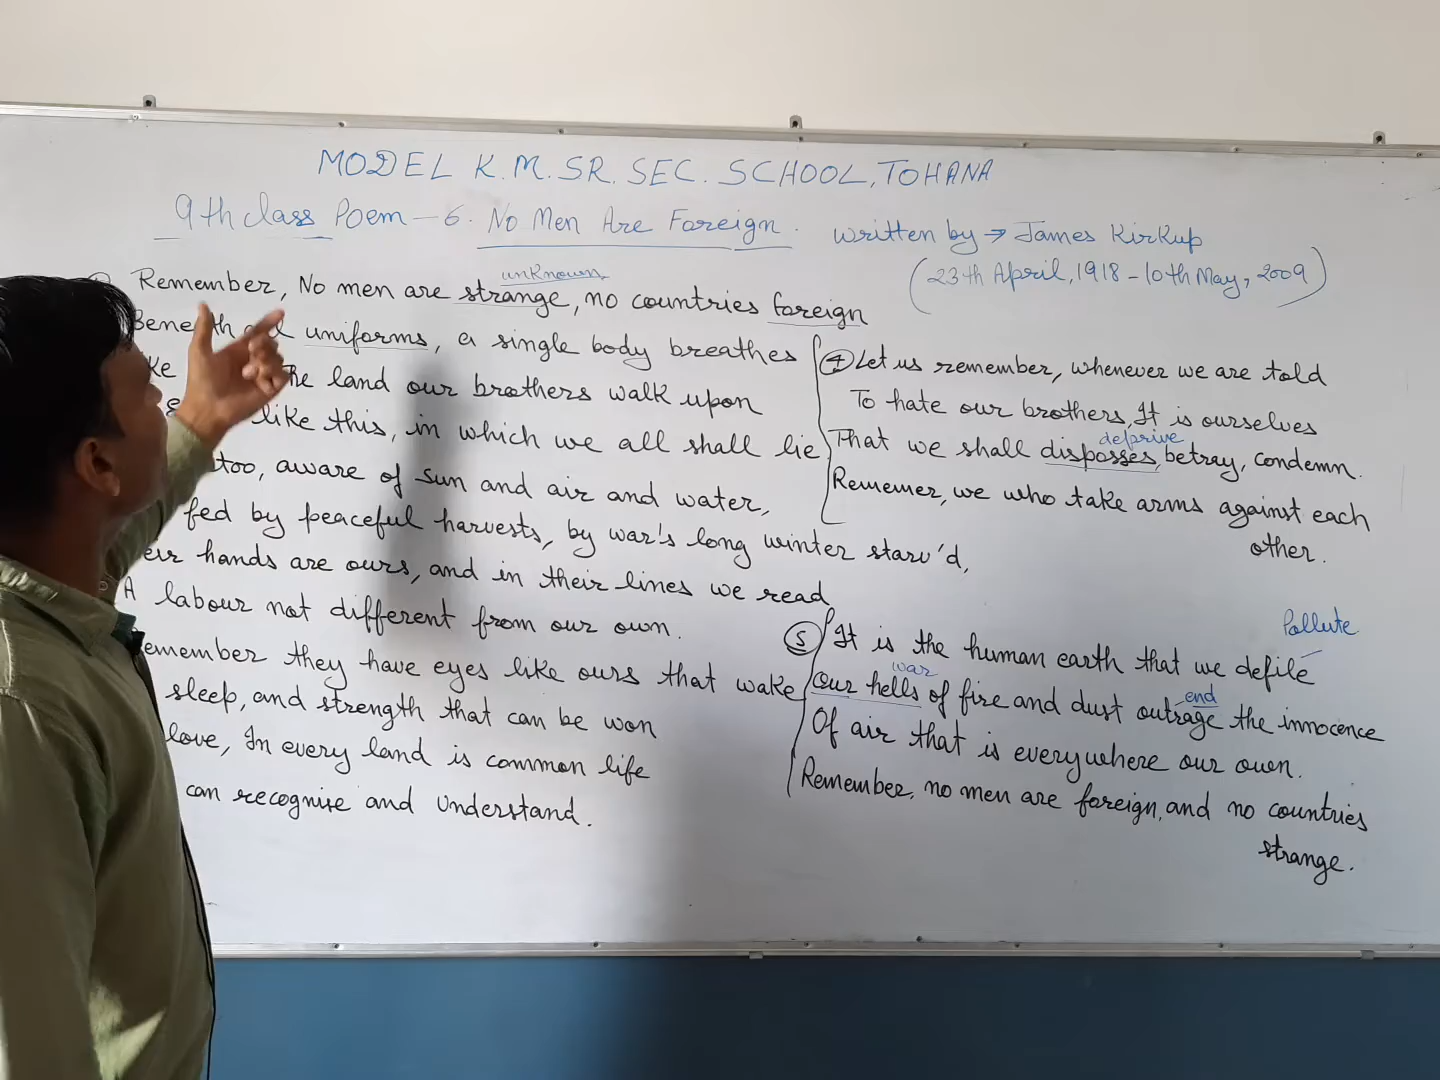 MODEL K.M. SR. SEC. SCHOOL, TOHANA
9th class Poem - 6. No Men Are Foreign.
written by → James Kirkup
(23th April, 1918 - 10th May, 2009)
unknown
Remember, No men are strange, no countries foreign
Beneath all uniforms, a single body breathes
the land our brothers walk upon
like this, in which we all shall lie
too, aware of sun and air and water,
fed by peaceful harvests, by war's long winter starv'd,
hands are ours, and in their lines we read
A labour not different from our own.
Remember they have eyes like ours that wake
sleep, and strength that can be won
love, In every land is common life
can recognise and understand.
④ Let us remember, whenever we are told
To hate our brothers, It is ourselves
deprive
That we shall disposses, betray, condemn.
Rememer, we who take arms against each
other.
Pollute
⑤ It is the human earth that we defile
war
Our hells of fire and dust outrage the innocence
end
Of air that is everywhere our own.
Remember, no men are foreign, and no countries
strange.